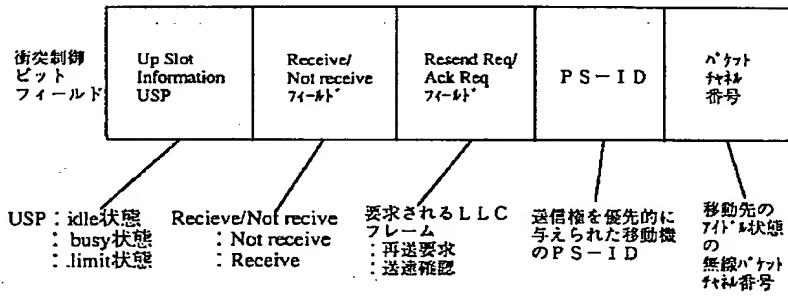 衝突制御
ビット
フィールド
Up Slot
Information
USP
Receive/
Not receive
フィールド
Resend Req/
Ack Req
フィールド
PS-ID
パケット
チャネル
番号
USP:idle状態
:busy状態
:limit状態
Recieve/Not recive
:Not receive
:Receive
要求されるLLC
フレーム
:再送要求
:送達確認
送信権を優先的に
与えられた移動機
のPS-ID
移動先の
アイドル状態
の
無線パケット
チャネル番号